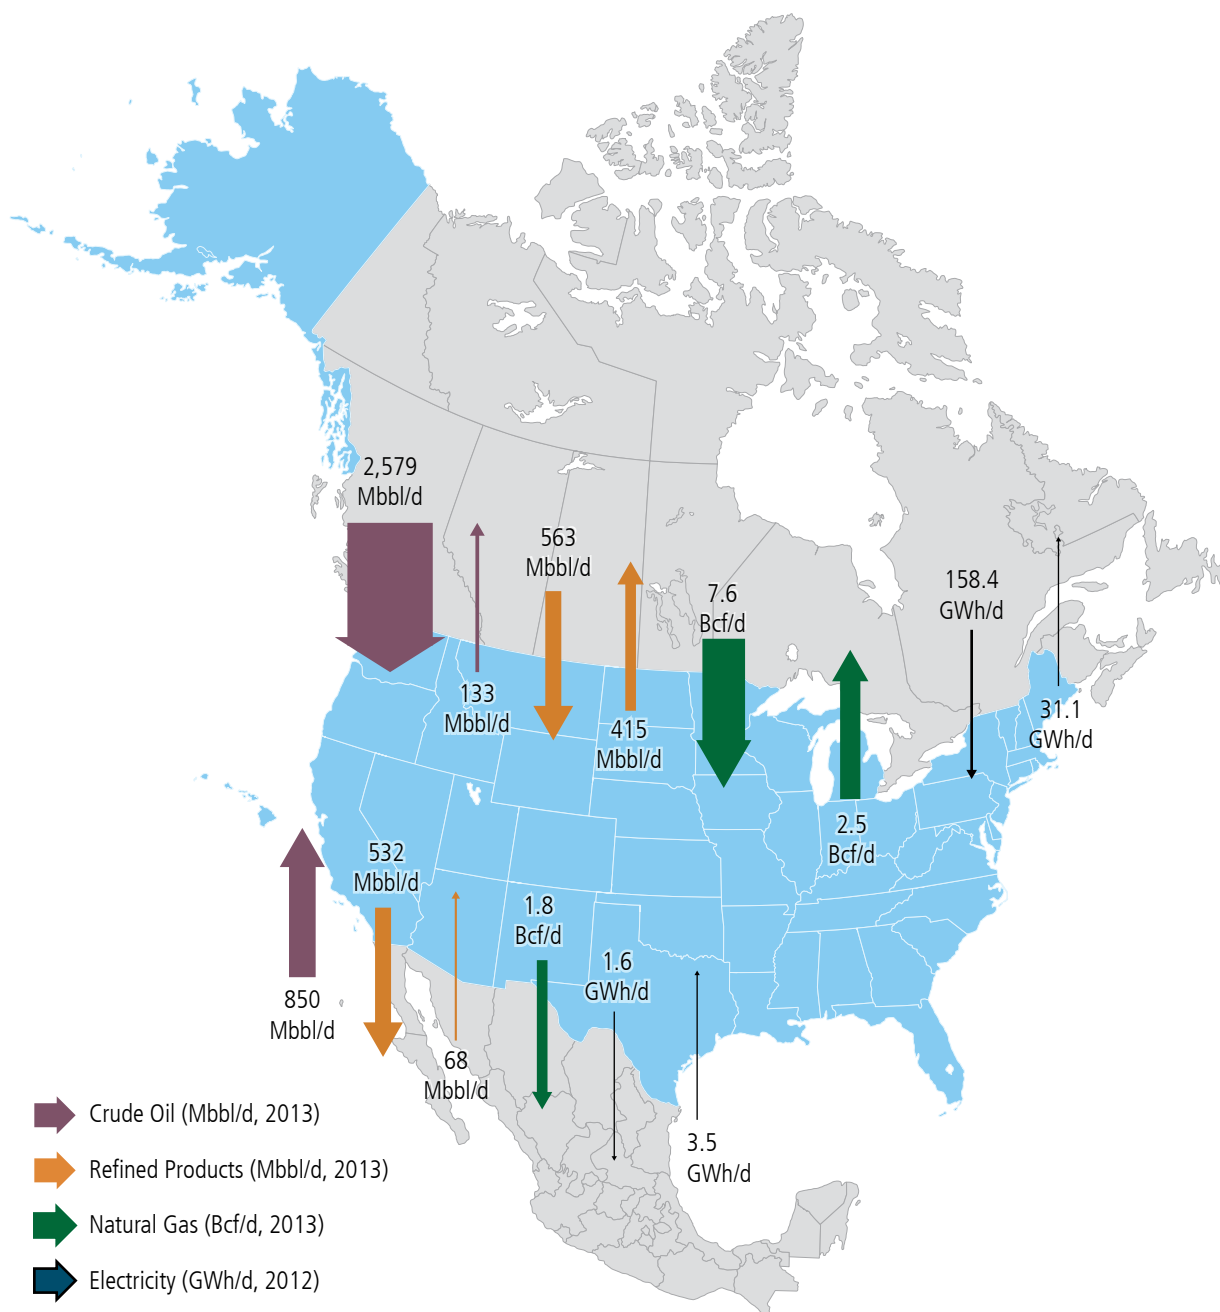 2,579
Mbbl/d
563
Mbbl/d
158.4
GWh/d
7.6
Bcf/d
133
Mbbl/d
415
Mbbl/d
31.1
GWh/d
2.5
Bcf/d
532
Mbbl/d
1.8
Bcf/d
1.6
GWh/d
850
Mbbl/d
68
Mbbl/d
3.5
GWh/d
Crude Oil (Mbbl/d, 2013)
Refined Products (Mbbl/d, 2013)
Natural Gas (Bcf/d, 2013)
Electricity (GWh/d, 2012)